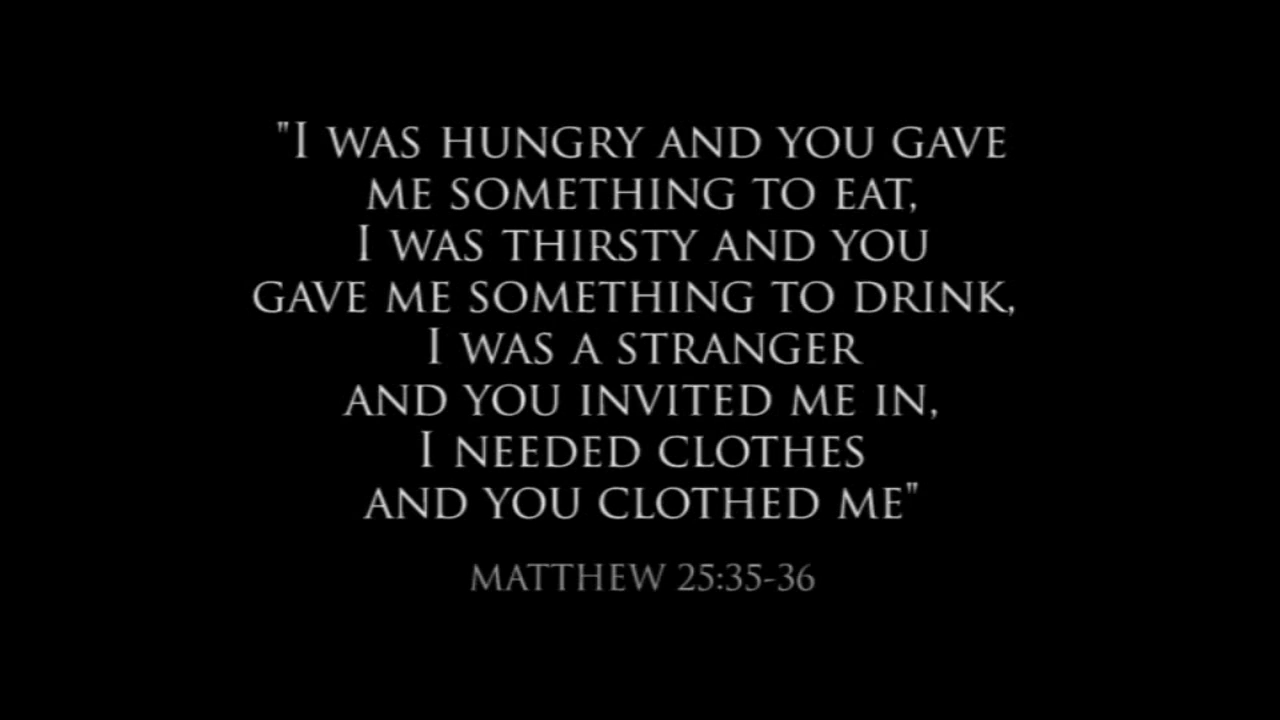 "I WAS HUNGRY AND YOU GAVE
ME SOMETHING TO EAT,
I WAS THIRSTY AND YOU
GAVE ME SOMETHING TO DRINK,
I WAS A STRANGER
AND YOU INVITED ME IN,
I NEEDED CLOTHES
AND YOU CLOTHED ME"
MATTHEW 25:35-36